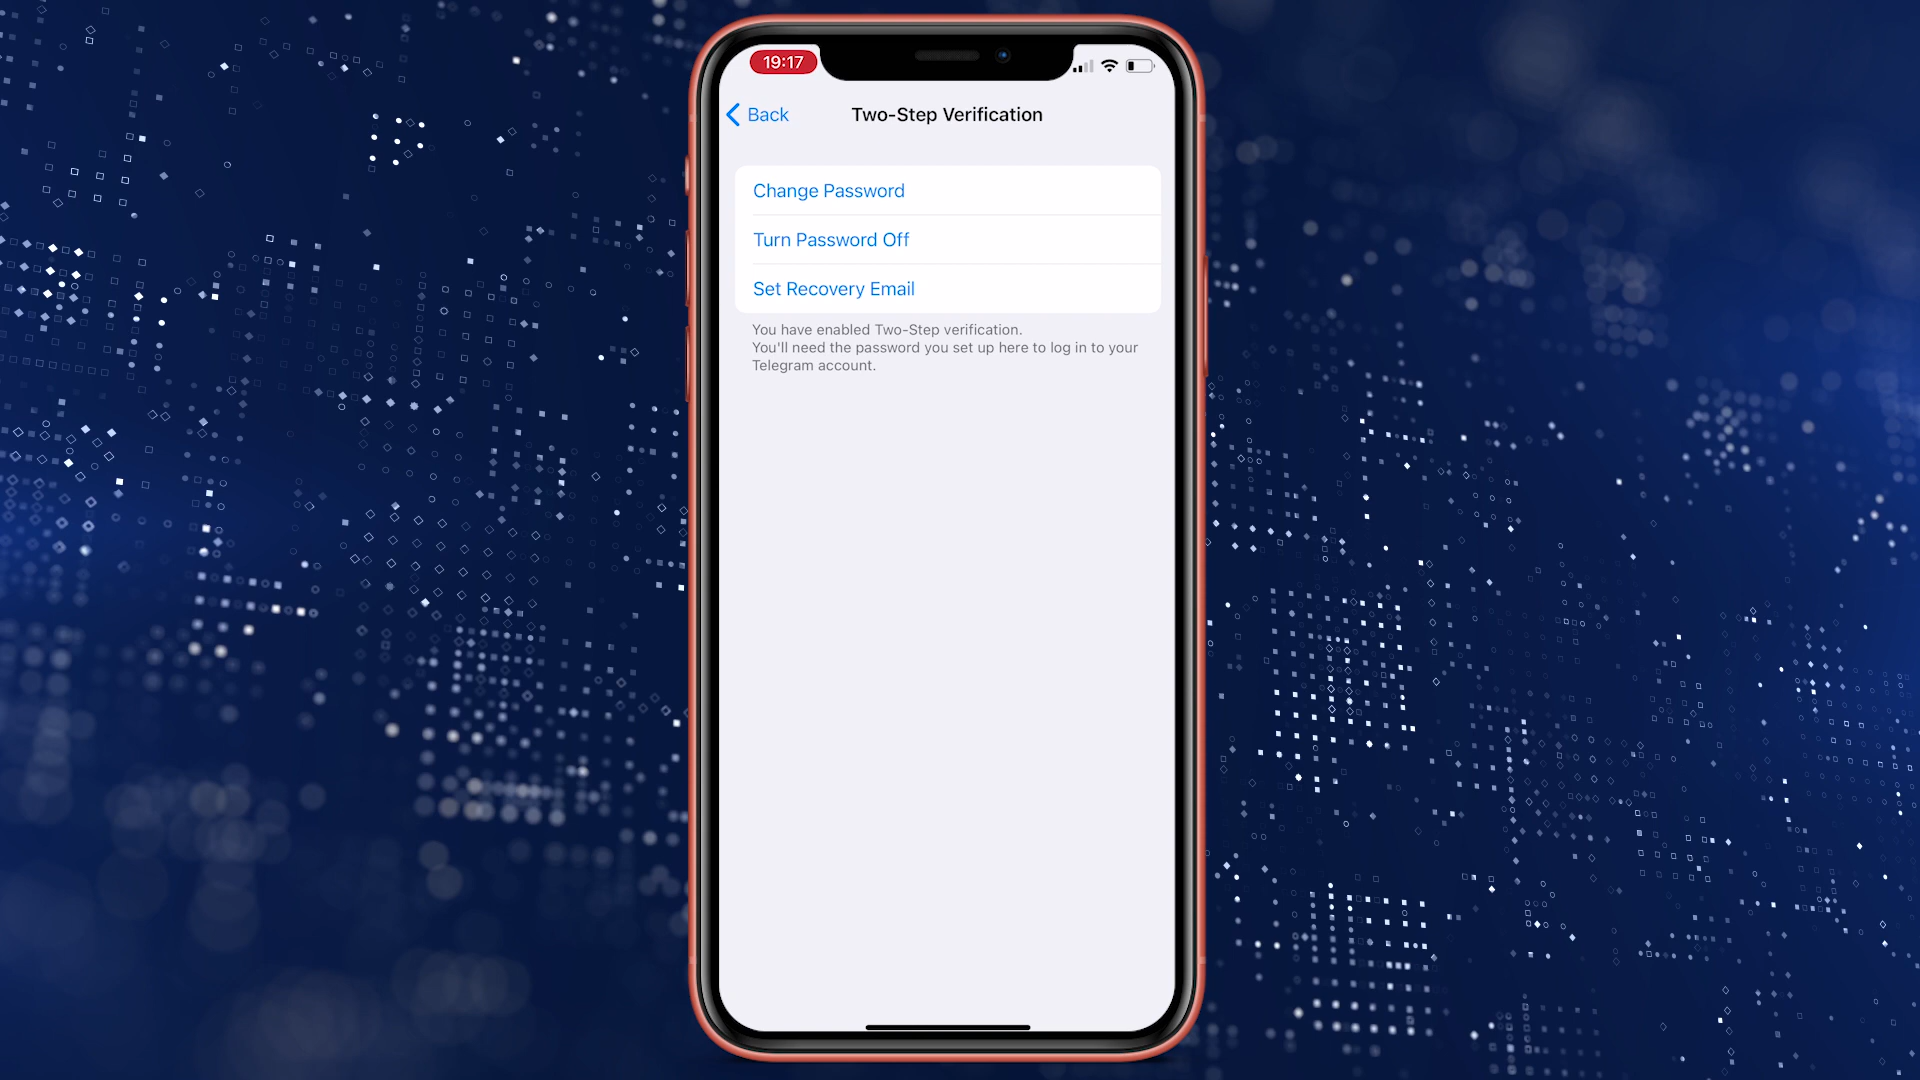 19:17
Back
Two-Step Verification
Change Password
Turn Password Off
Set Recovery Email
You have enabled Two-Step verification.
You'll need the password you set up here to log in to your
Telegram account.